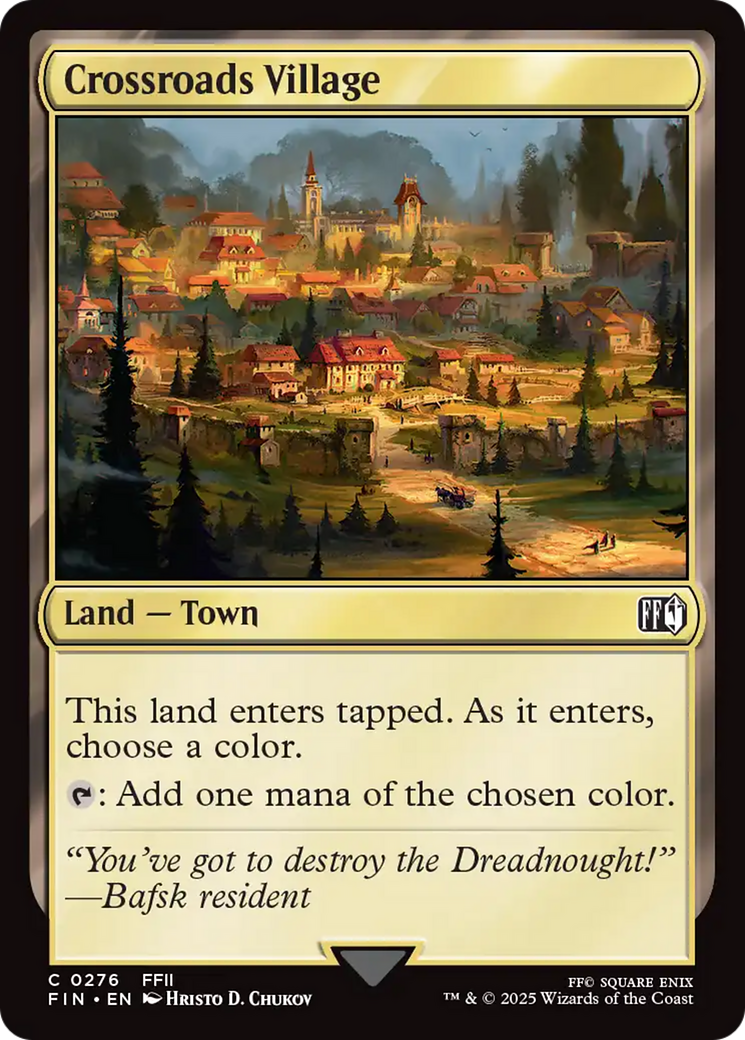 Crossroads Village
Land — Town
FF
This land enters tapped. As it enters,
choose a color.
: Add one mana of the chosen color.
“You’ve got to destroy the Dreadnought!”
—Bafsk resident
C 0276 FFII
FIN • EN Hristo D. Chukov
FF© SQUARE ENIX
™ & © 2025 Wizards of the Coast